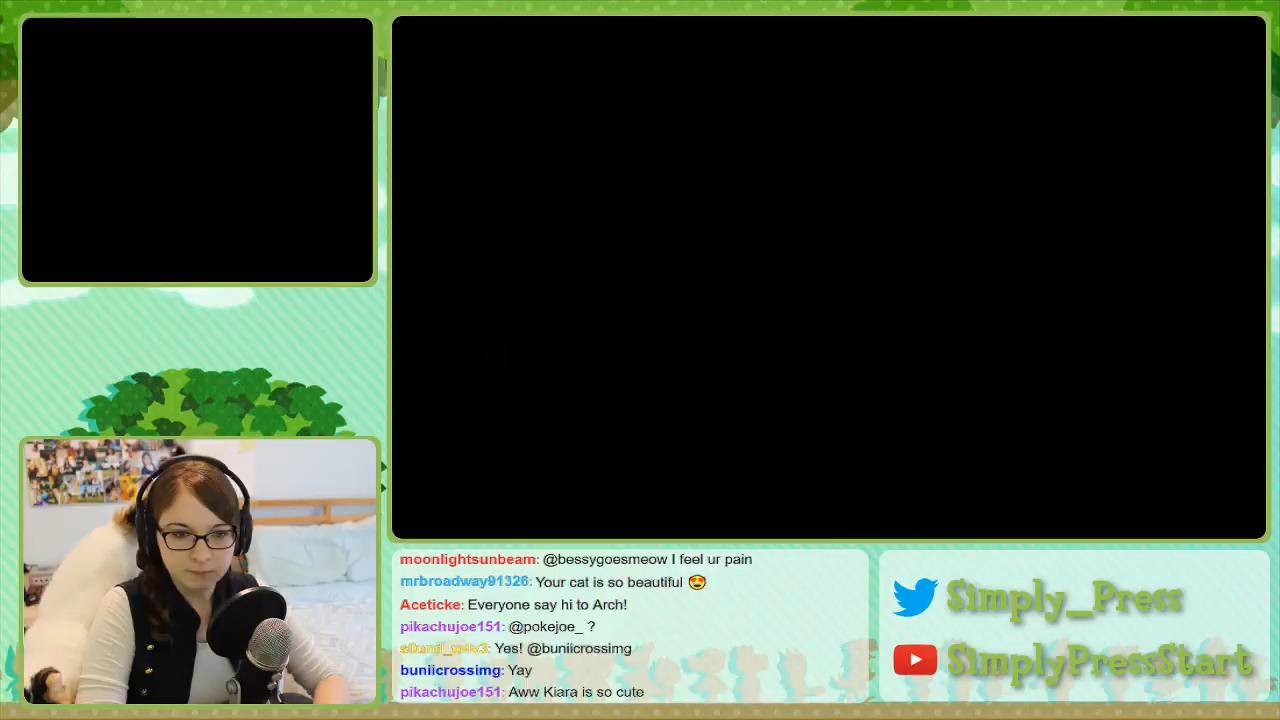 moonlightsunbeam: @bessygoesmeow I feel ur pain
mrbroadway91326: Your cat is so beautiful 😍
Aceticke: Everyone say hi to Arch!
pikachujoe151: @pokejoe_ ?
Yes! @buniicrossimg
buniicrossimg: Yay
pikachujoe151: Aww Kiara is so cute
Simply_Press
SimplyPressStart